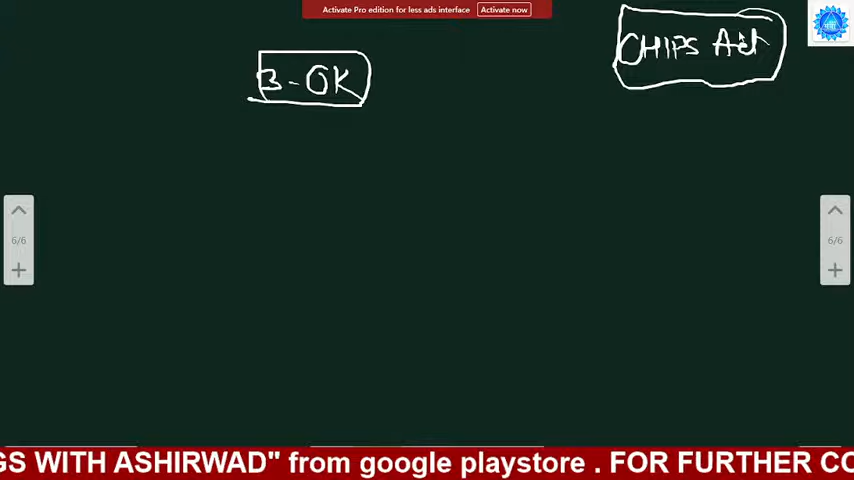 Activate Pro edition for less ads interface Activate now
CHIPS Act
B-OK
6/6
6/6
GS WITH ASHIRWAD" from google playstore . FOR FURTHER CO